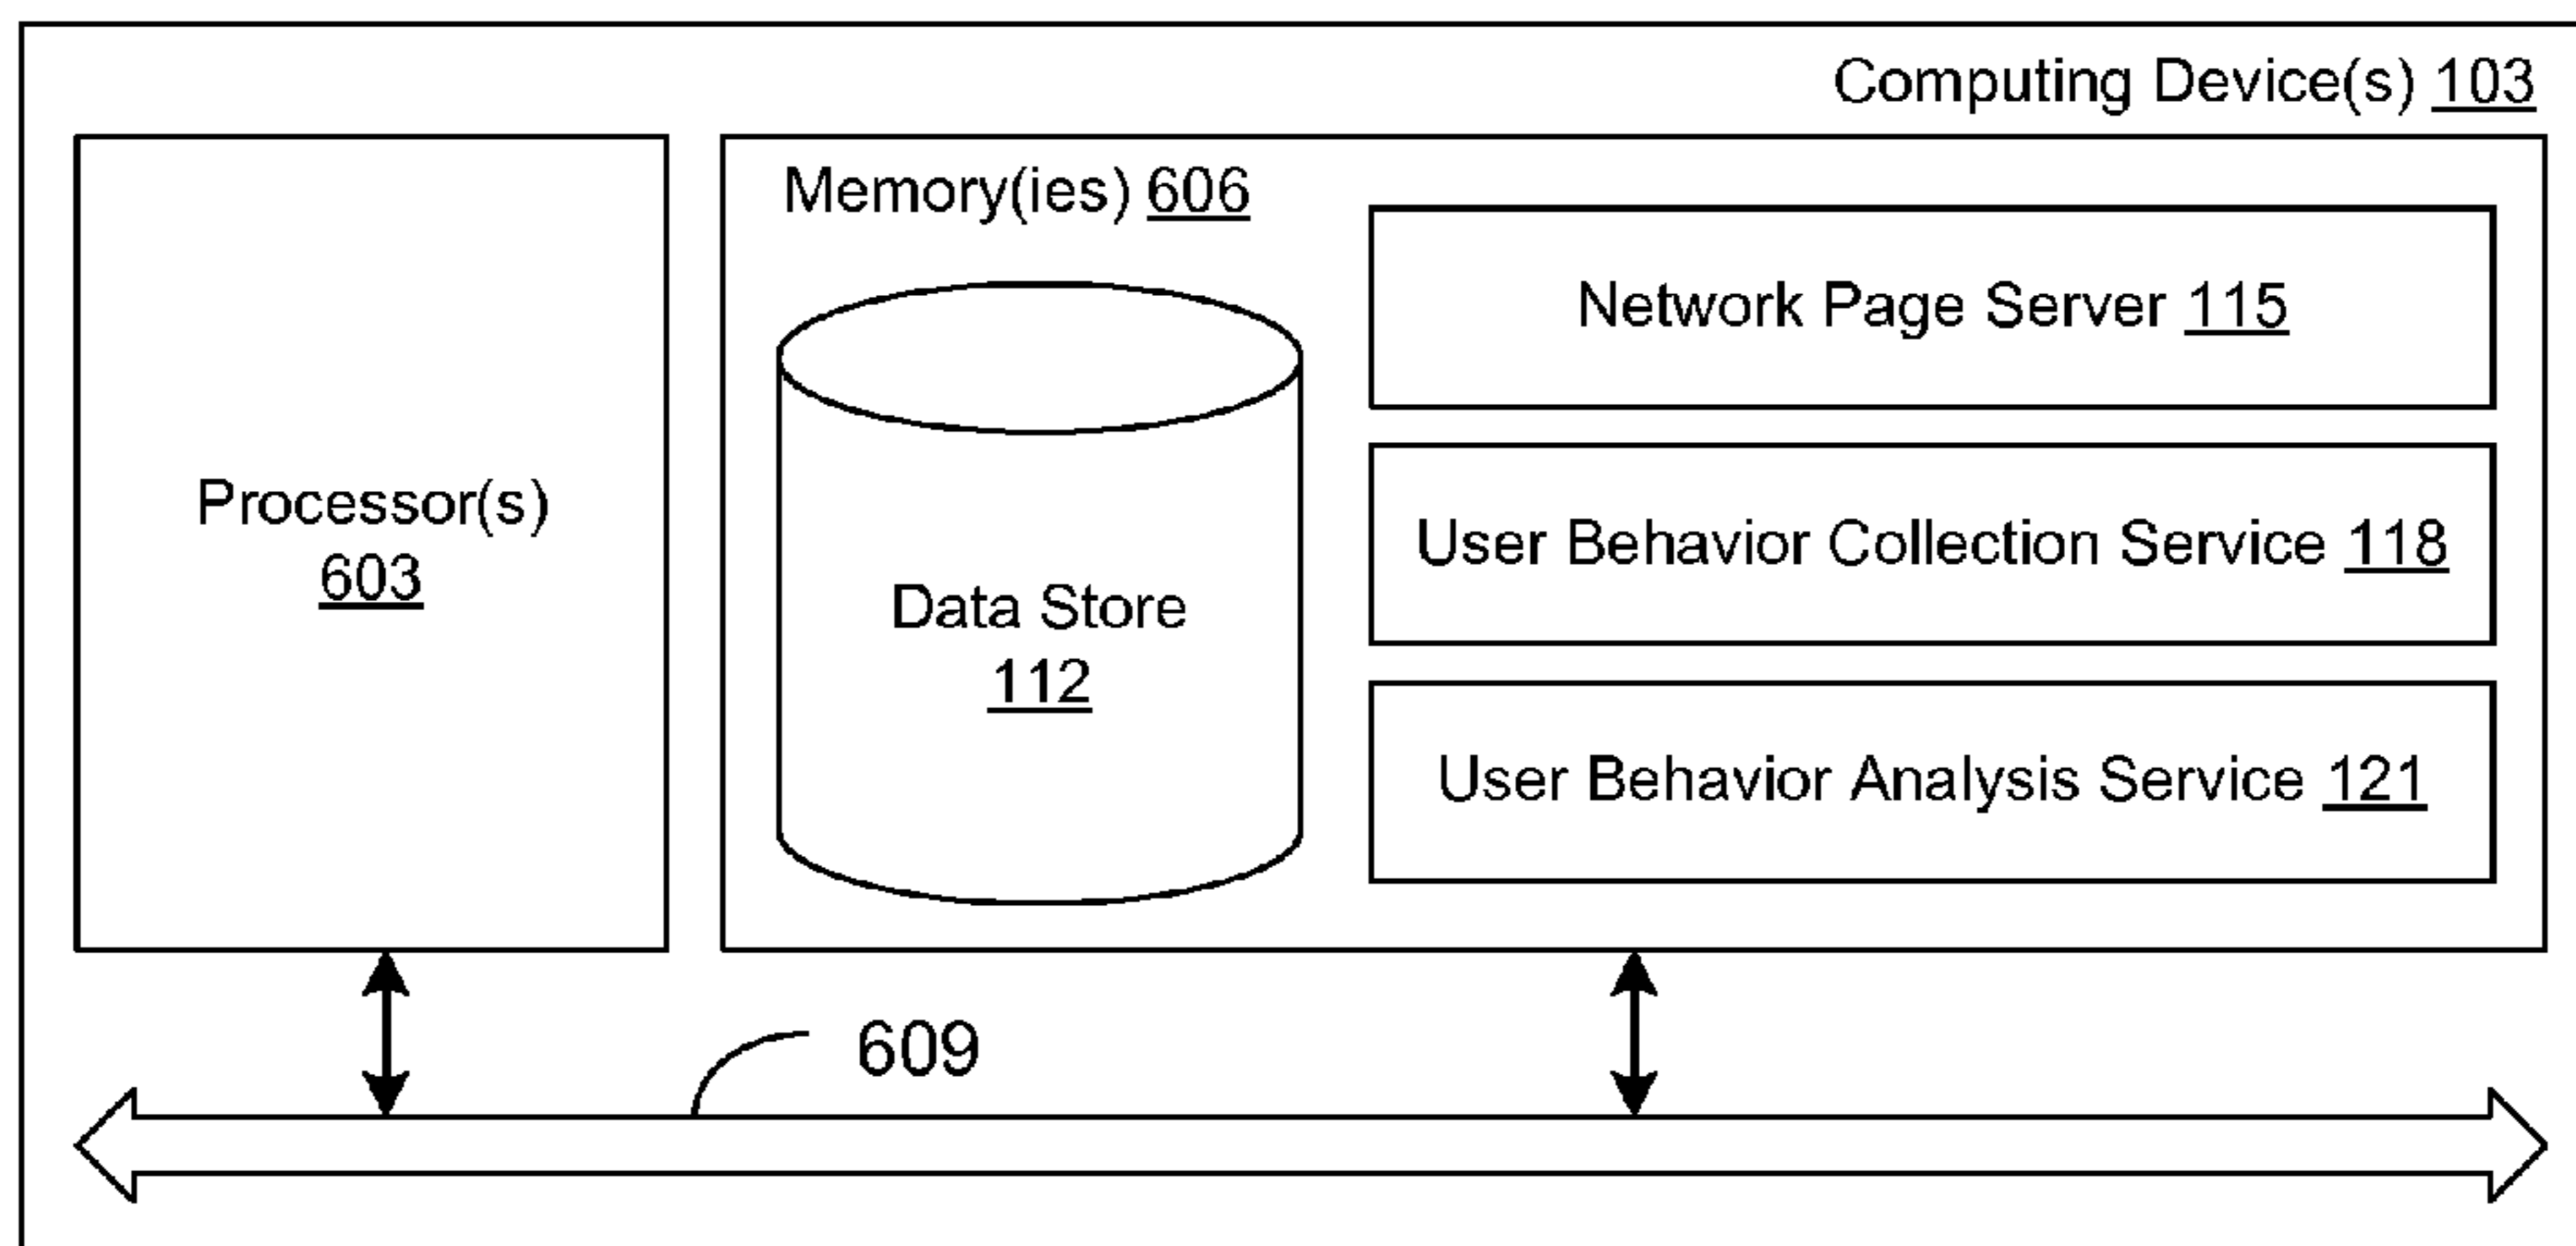 Computing Device(s) 103
Memory(ies) 606
Network Page Server 115
Processor(s)
603
User Behavior Collection Service 118
Data Store
112
User Behavior Analysis Service 121
609